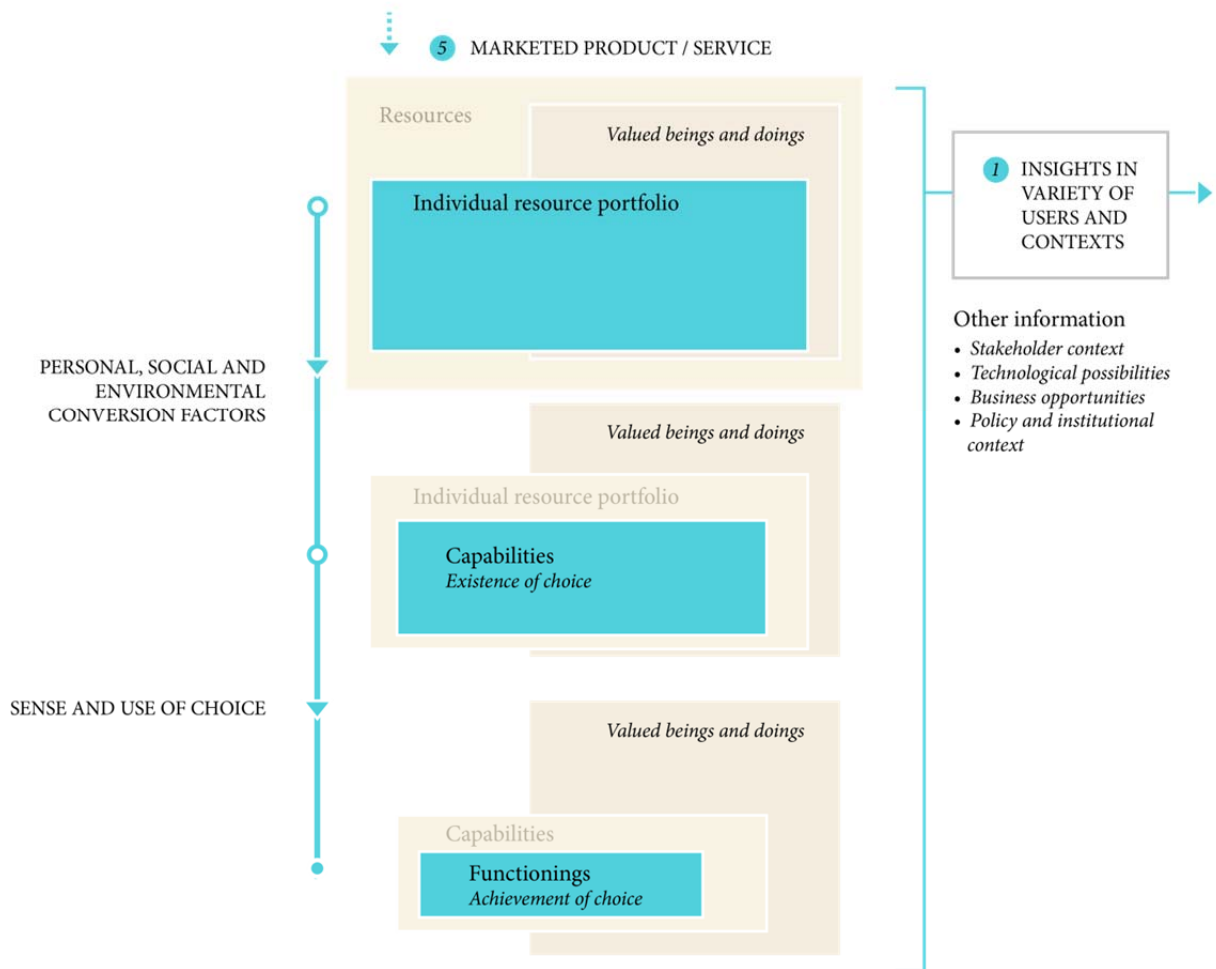 5 MARKETED PRODUCT / SERVICE
Resources
Valued beings and doings
Individual resource portfolio
PERSONAL, SOCIAL AND
ENVIRONMENTAL
CONVERSION FACTORS
Valued beings and doings
Individual resource portfolio
Capabilities
Existence of choice
SENSE AND USE OF CHOICE
Valued beings and doings
Capabilities
Functionings
Achievement of choice
1 INSIGHTS IN
VARIETY OF
USERS AND
CONTEXTS
Other information
• Stakeholder context
• Technological possibilities
• Business opportunities
• Policy and institutional
context